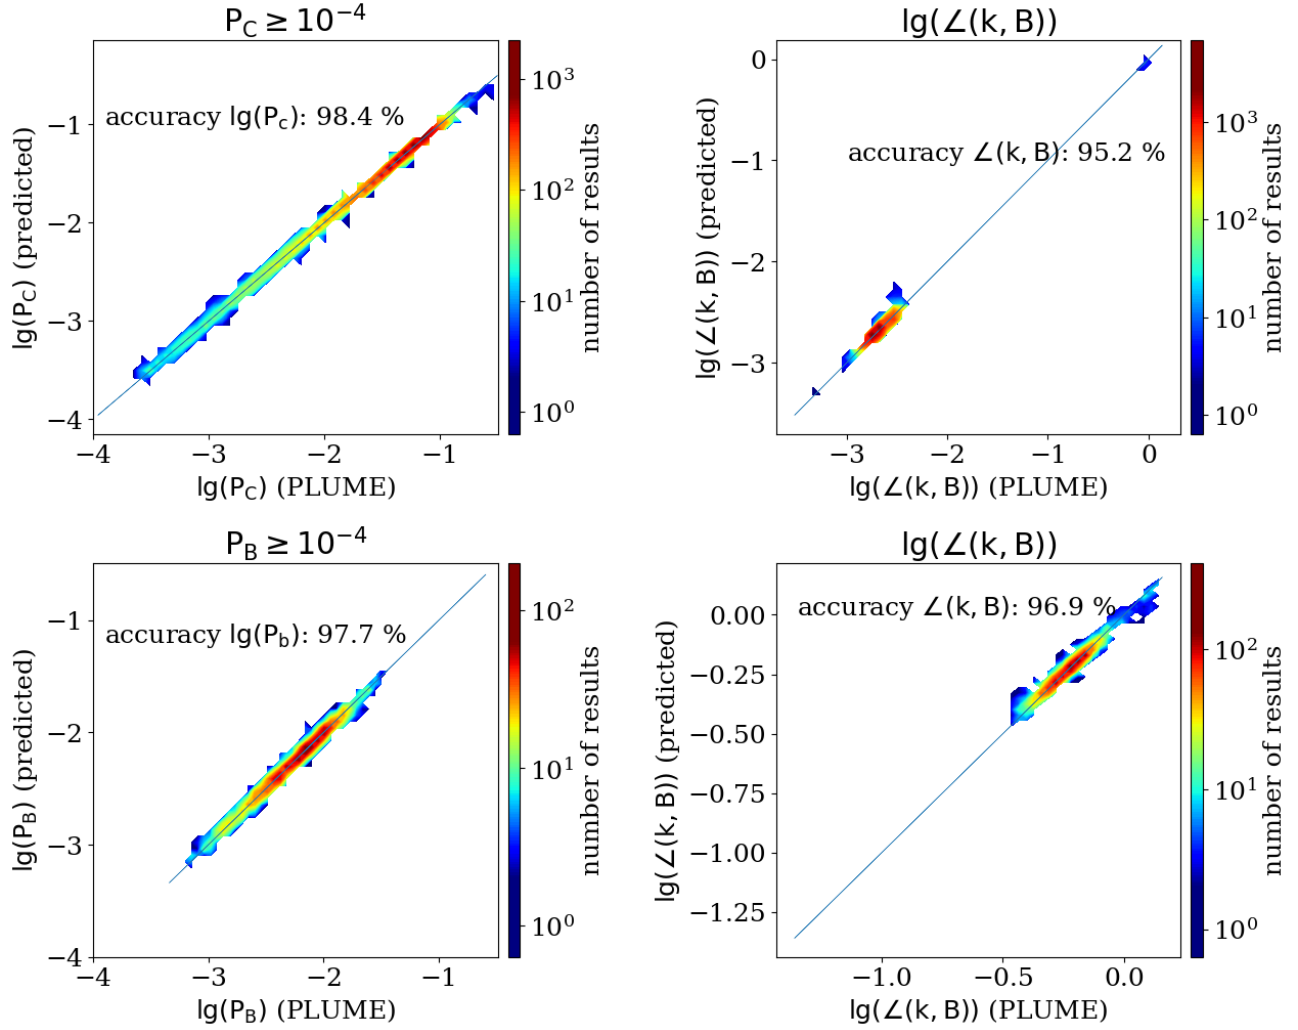 P_C ≥ 10^−4
accuracy lg(P_c): 98.4 %
lg(P_C) (predicted)
−1
−2
−3
−4
−4 −3 −2 −1
lg(P_C) (PLUME)
10^3
10^2
10^1
10^0
number of results
lg(∠(k, B))
accuracy ∠(k, B): 95.2 %
lg(∠(k, B)) (predicted)
0
−1
−2
−3
−3 −2 −1 0
lg(∠(k, B)) (PLUME)
10^3
10^2
10^1
10^0
number of results
P_B ≥ 10^−4
accuracy lg(P_b): 97.7 %
lg(P_B) (predicted)
−1
−2
−3
−4
−4 −3 −2 −1
lg(P_B) (PLUME)
10^2
10^1
10^0
number of results
lg(∠(k, B))
accuracy ∠(k, B): 96.9 %
lg(∠(k, B)) (predicted)
0.00
−0.25
−0.50
−0.75
−1.00
−1.25
−1.0 −0.5 0.0
lg(∠(k, B)) (PLUME)
10^2
10^1
10^0
number of results